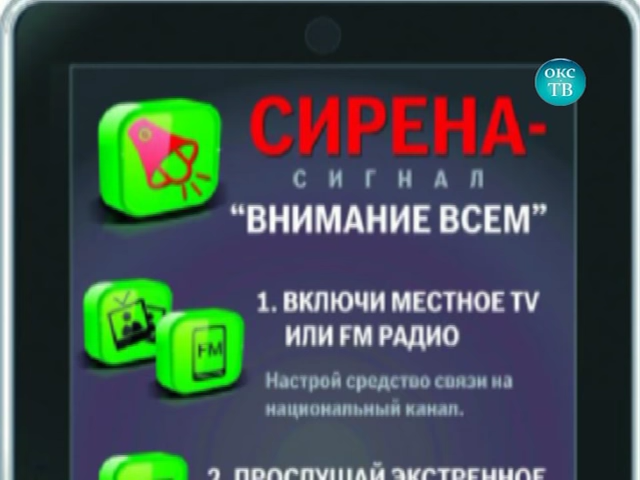 ОКС
ТВ
СИРЕНА-
СИГНАЛ
“ВНИМАНИЕ ВСЕМ”
1. ВКЛЮЧИ МЕСТНОЕ TV
ИЛИ FM РАДИО
FM
Настрой средство связи на
национальный канал.
2. ПРОСЛУШАЙ ЭКСТРЕННОЕ